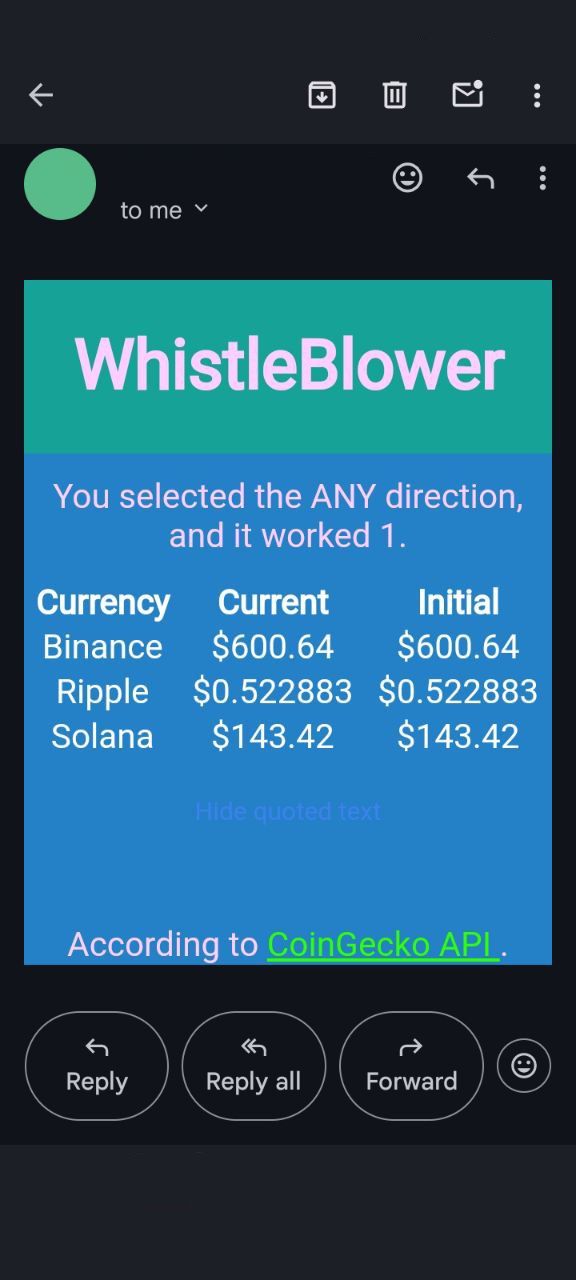 to me
WhistleBlower
You selected the ANY direction,
and it worked 1.
Currency Current Initial
Binance $600.64 $600.64
Ripple $0.522883 $0.522883
Solana $143.42 $143.42
Hide quoted text
According to CoinGecko API .
Reply Reply all Forward